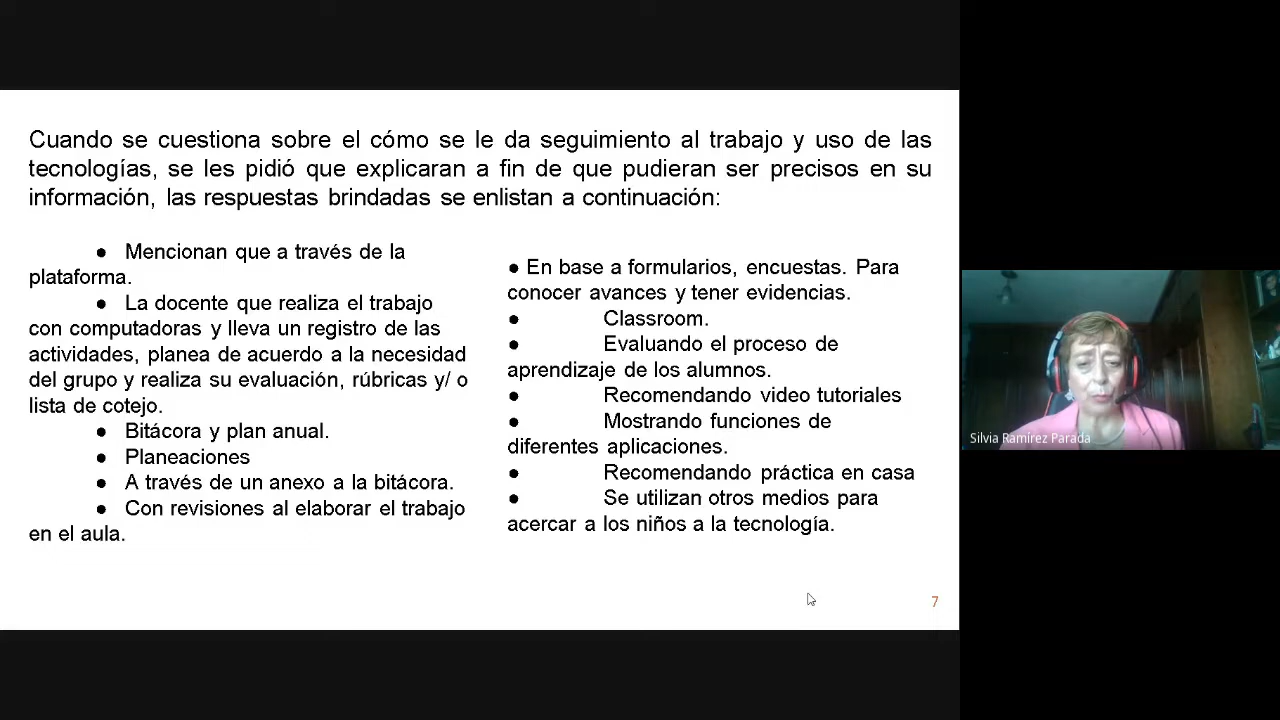 Cuando se cuestiona sobre el cómo se le da seguimiento al trabajo y uso de las
tecnologías, se les pidió que explicaran a fin de que pudieran ser precisos en su
información, las respuestas brindadas se enlistan a continuación:
● Mencionan que a través de la
plataforma.
● La docente que realiza el trabajo
con computadoras y lleva un registro de las
actividades, planea de acuerdo a la necesidad
del grupo y realiza su evaluación, rúbricas y/ o
lista de cotejo.
● Bitácora y plan anual.
● Planeaciones
● A través de un anexo a la bitácora.
● Con revisiones al elaborar el trabajo
en el aula.
● En base a formularios, encuestas. Para
conocer avances y tener evidencias.
● Classroom.
● Evaluando el proceso de
aprendizaje de los alumnos.
● Recomendando video tutoriales
● Mostrando funciones de
diferentes aplicaciones.
● Recomendando práctica en casa
● Se utilizan otros medios para
acercar a los niños a la tecnología.
7
Silvia Ramírez Parada